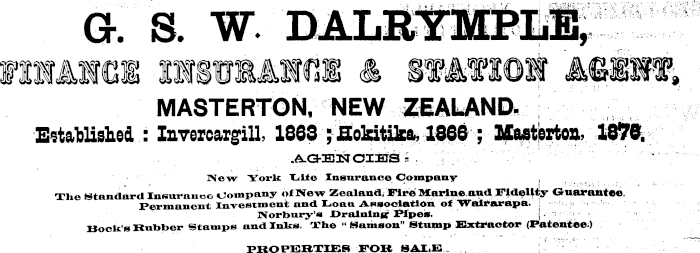 G. S. W. DALRYMPLE,
FINANCE INSURANCE & STATION AGENT,
MASTERTON, NEW ZEALAND.
Established : Invercargill, 1863 ; Hokitika, 1866 ; Masterton, 1876.
AGENCIES :
New York Life Insurance Company
The Standard Insurance Company of New Zealand, Fire Marine and Fidelity Guarantee.
Permanent Investment and Loan Association of Wairarapa.
Norbury's Draining Pipes.
Bock's Rubber Stamps and Inks. The "Samson" Stump Extractor (Patentee.)
PROPERTIES FOR SALE